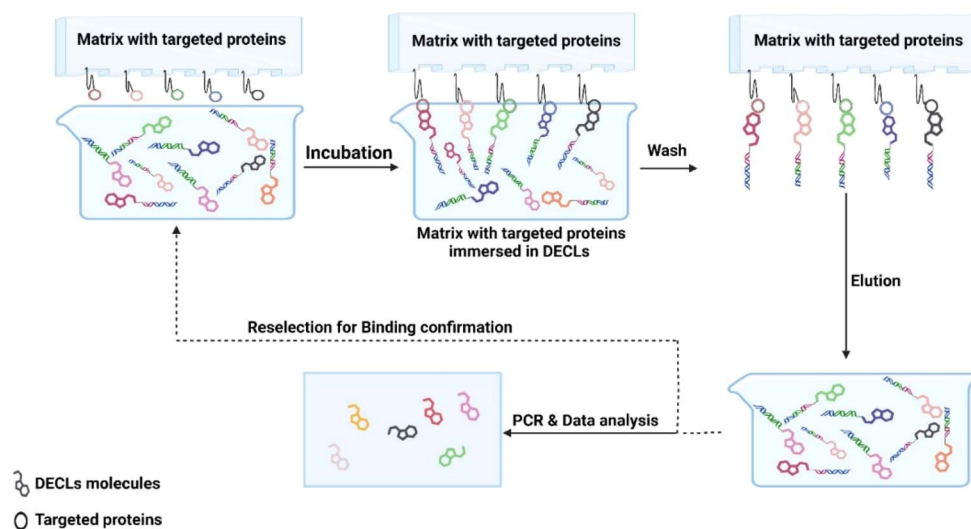 Matrix with targeted proteins
Matrix with targeted proteins
Matrix with targeted proteins
Incubation
Wash
Matrix with targeted proteins
immersed in DECLs
Elution
Reselection for Binding confirmation
PCR & Data analysis
DECLs molecules
Targeted proteins